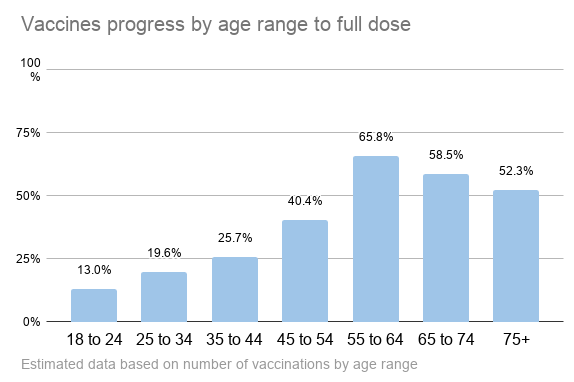 Vaccines progress by age range to full dose
100
%
75%
50%
25%
0%
13.0%
19.6%
25.7%
40.4%
65.8%
58.5%
52.3%
18 to 24
25 to 34
35 to 44
45 to 54
55 to 64
65 to 74
75+
Estimated data based on number of vaccinations by age range